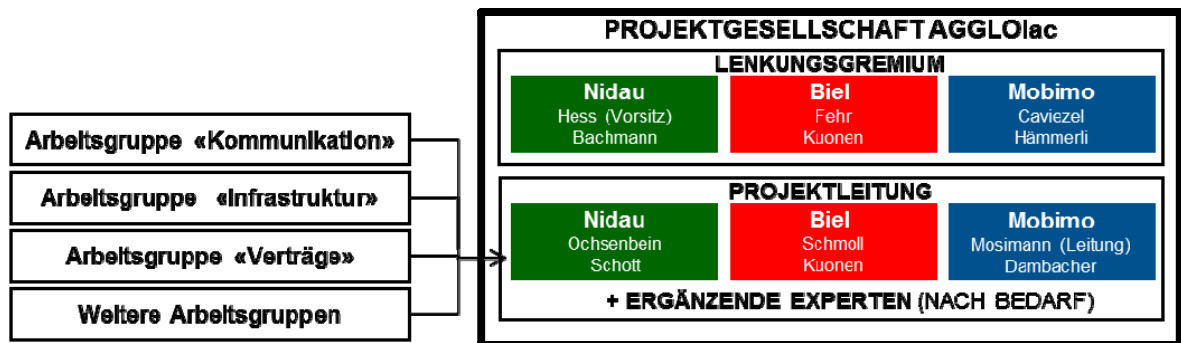 PROJEKTGESELLSCHAFT AGGLOlac
LENKUNGSGREMIUM
Nidau
Hess (Vorsitz)
Bachmann
Biel
Fehr
Kuonen
Mobimo
Caviezel
Hämmerli
Arbeitsgruppe «Kommunikation»
Arbeitsgruppe «Infrastruktur»
Arbeitsgruppe «Verträge»
Weitere Arbeitsgruppen
PROJEKTLEITUNG
Nidau
Ochsenbein
Schott
Biel
Schmoll
Kuonen
Mobimo
Mosimann (Leitung)
Dambacher
+ ERGÄNZENDE EXPERTEN (NACH BEDARF)